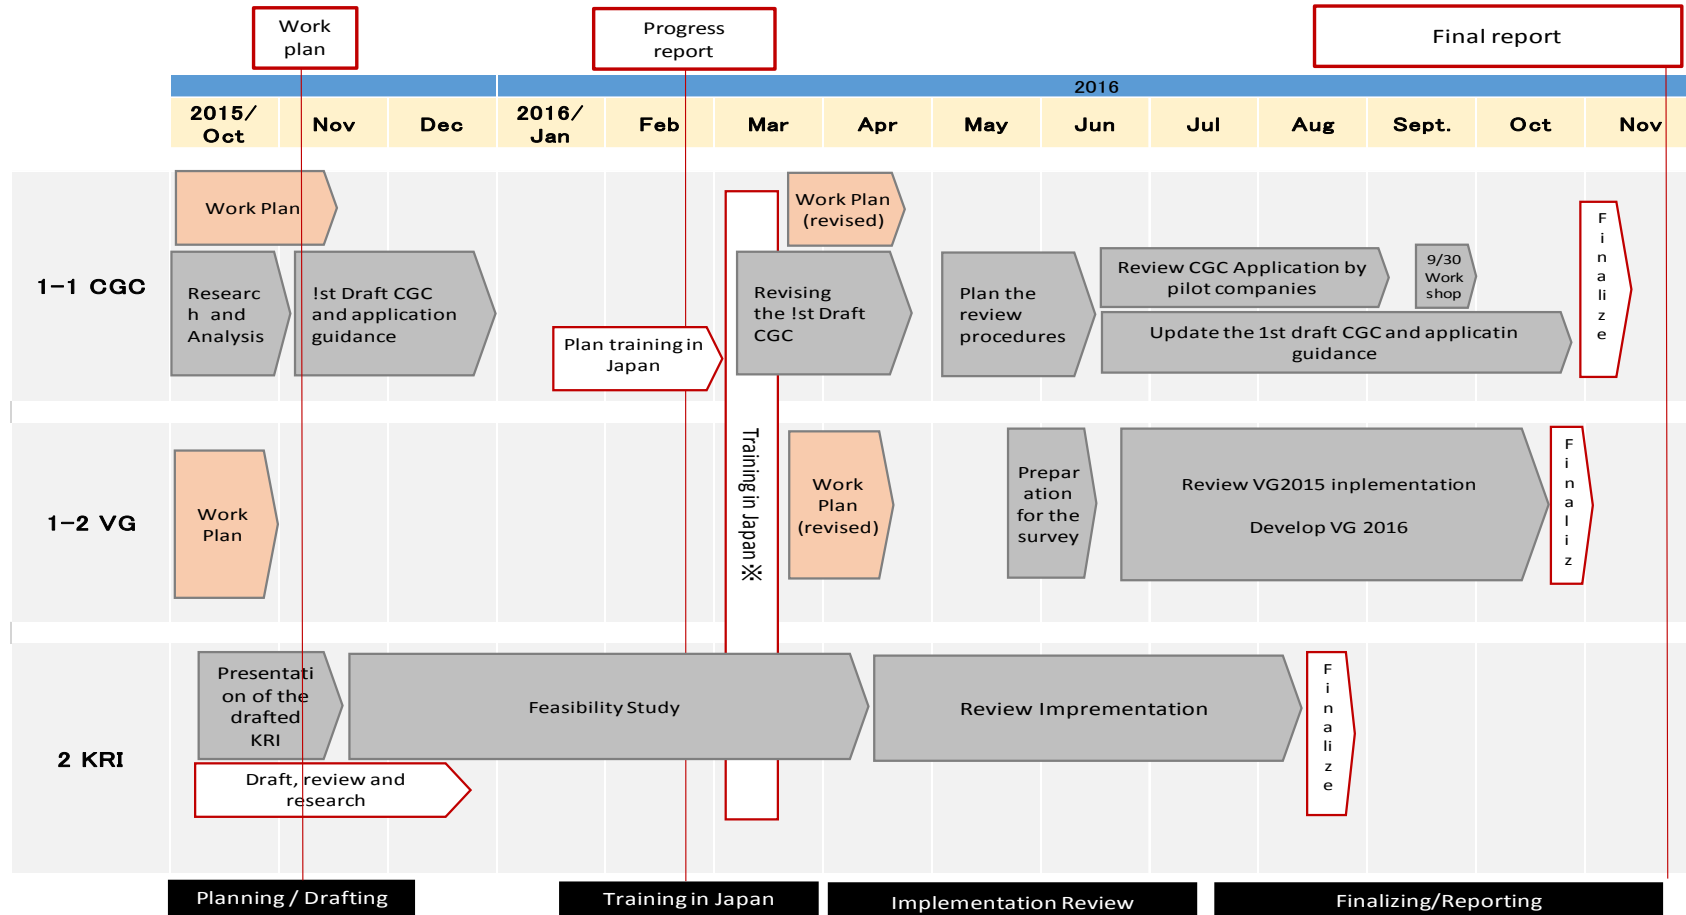 Work
plan
Progress
report
Final report
2016
2015/
Oct
Nov
Dec
2016/
Jan
Feb
Mar
Apr
May
Jun
Jul
Aug
Sept.
Oct
Nov
1-1 CGC
Work Plan
Work Plan
(revised)
Researc
h and
Analysis
!st Draft CGC
and application
guidance
Plan training in
Japan
Revising
the !st Draft
CGC
Plan the
review
procedures
Review CGC Application by
pilot companies
9/30
Work
shop
Update the 1st draft CGC and applicatin
guidance
F
i
n
a
li
z
e
Training in Japan※
1-2 VG
Work
Plan
Work
Plan
(revised)
Prepar
ation
for the
survey
Review VG2015 inplementation
Develop VG 2016
F
i
n
a
l
i
z
2 KRI
Presentati
on of the
drafted
KRI
Draft, review and
research
Feasibility Study
Review Imprementation
F
i
n
a
li
z
e
Planning / Drafting
Training in Japan
Implementation Review
Finalizing/Reporting